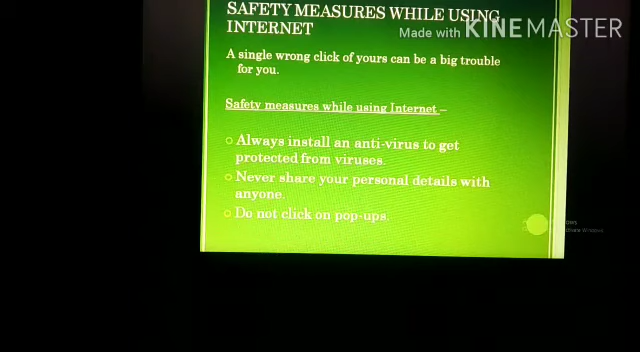 SAFETY MEASURES WHILE USING
INTERNET
Made with KINEMASTER
A single wrong click of yours can be a big trouble
for you.
Safety measures while using Internet –
Always install an anti-virus to get
protected from viruses.
Never share your personal details with
anyone.
Do not click on pop-ups.